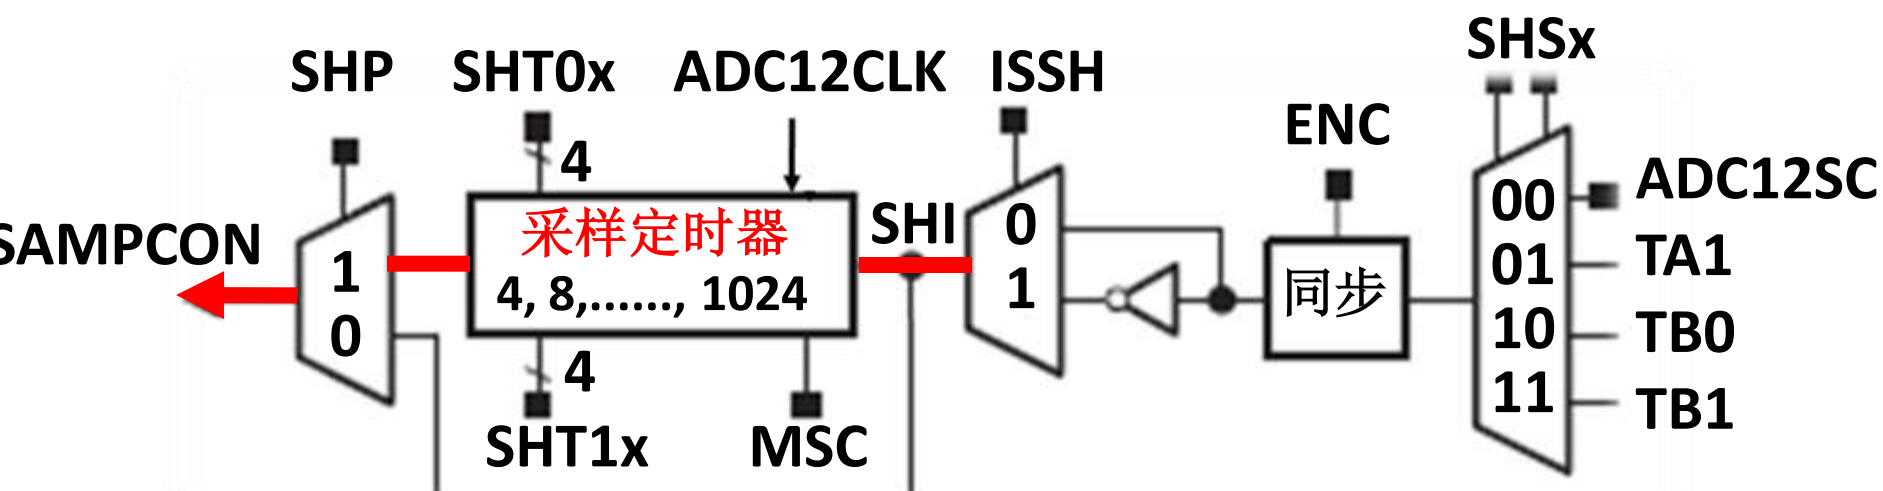 SHP
SHT0x
ADC12CLK
ISSH
SHSx
ENC
4
ADC12SC
00
采样定时器
SHI
0
SAMPCON
1
TA1
01
4, 8,......, 1024
1
同步
0
TB0
10
4
TB1
11
SHT1x
MSC